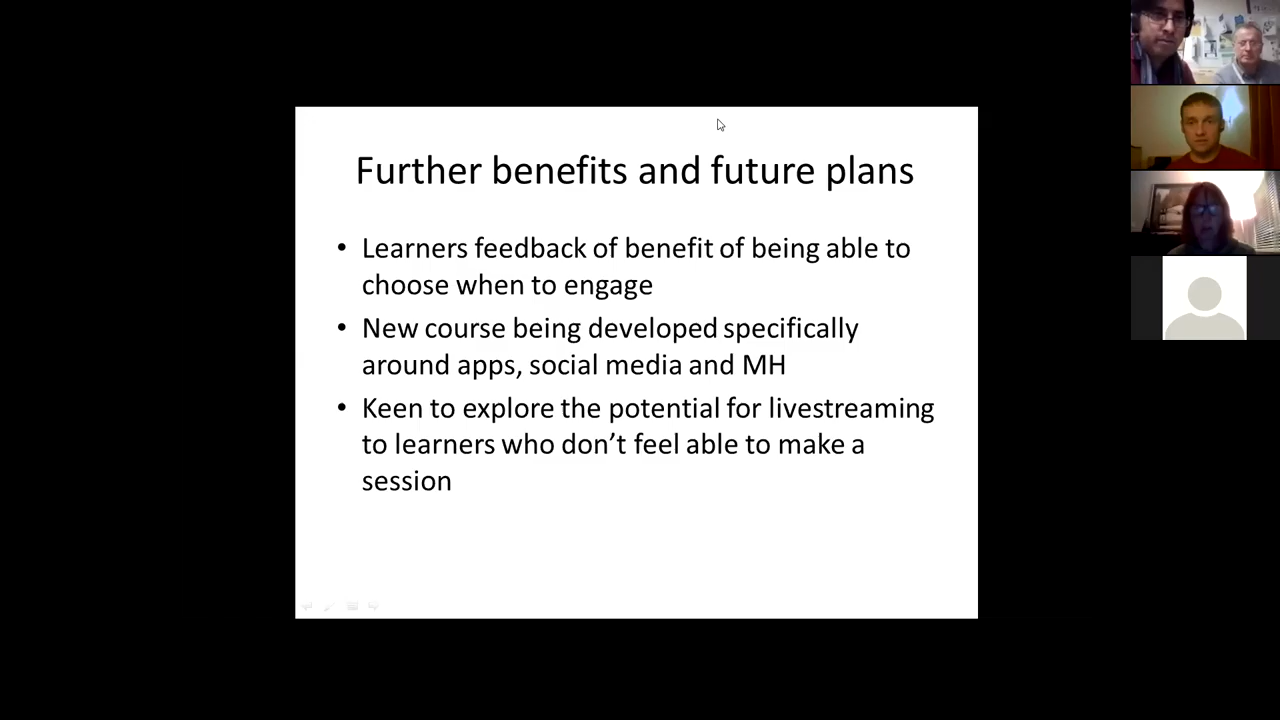 Further benefits and future plans
• Learners feedback of benefit of being able to
choose when to engage
• New course being developed specifically
around apps, social media and MH
• Keen to explore the potential for livestreaming
to learners who don’t feel able to make a
session